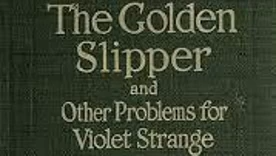 The Golden
Slipper
and
Other Problems for
Violet Strange